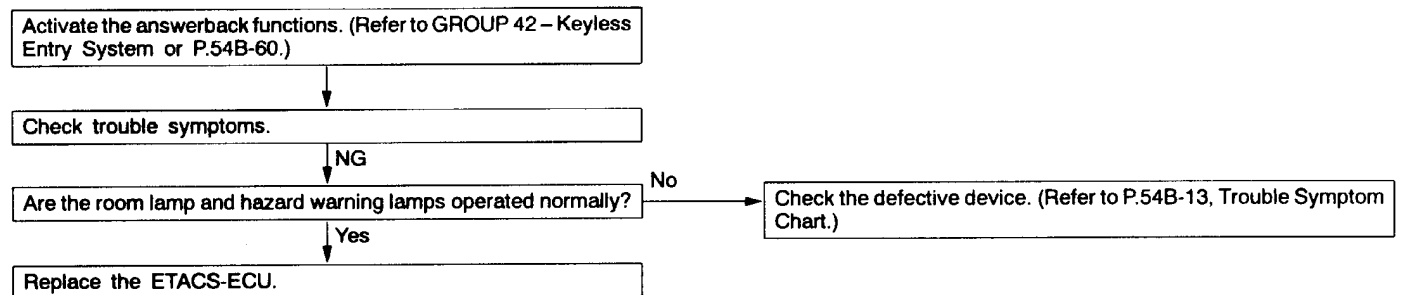 Activate the answerback functions. (Refer to GROUP 42 – Keyless
Entry System or P.54B-60.)
Check trouble symptoms.
NG
Are the room lamp and hazard warning lamps operated normally?
No
Check the defective device. (Refer to P.54B-13, Trouble Symptom
Chart.)
Yes
Replace the ETACS-ECU.